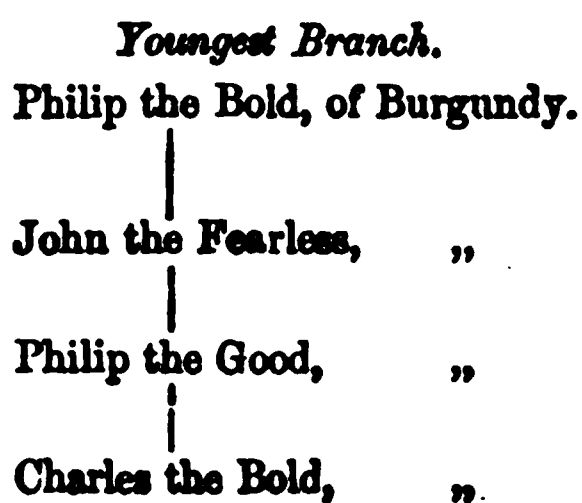 Youngest Branch.
Philip the Bold, of Burgundy.
John the Fearless, „
Philip the Good, „
Charles the Bold, „.